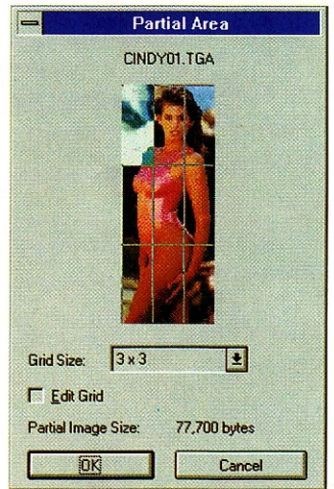 Partial Area
CINDY01.TGA
Grid Size: 3 x 3
Edit Grid
Partial Image Size: 77,700 bytes
OK
Cancel